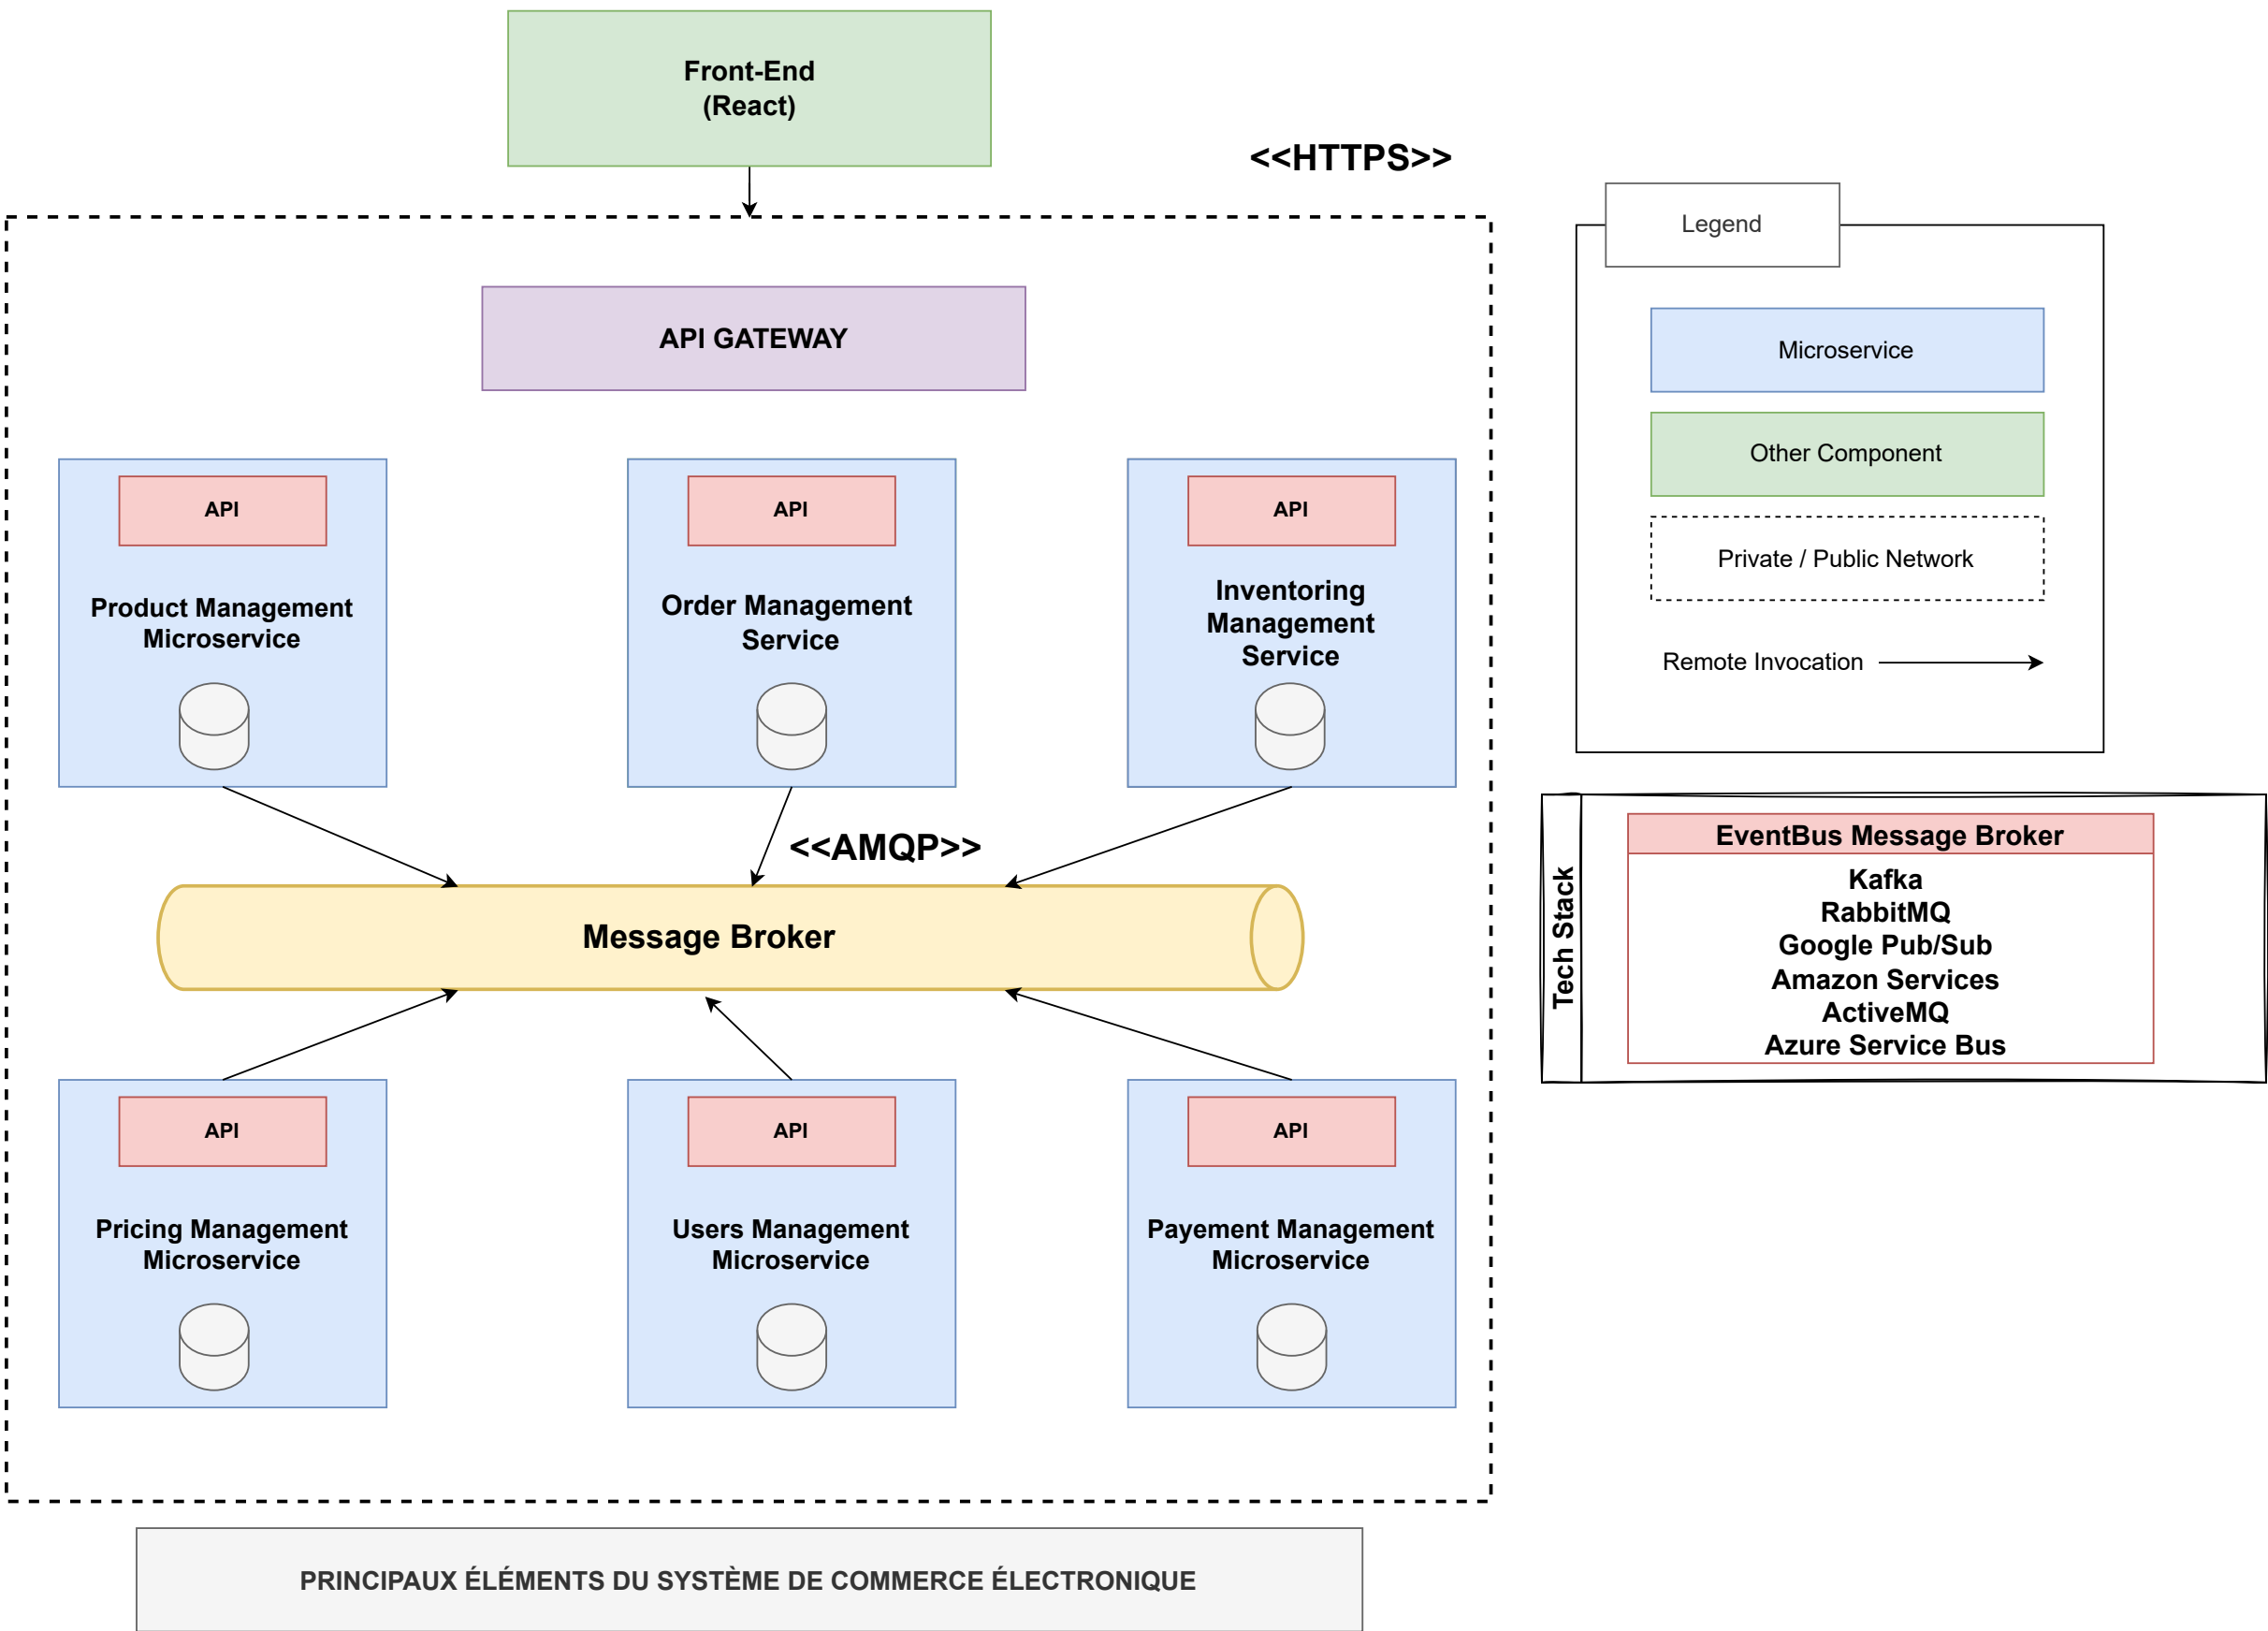 Front-End
(React)
<<HTTPS>>
API GATEWAY
API
Product Management
Microservice
API
Order Management
Service
API
Inventoring
Management
Service
<<AMQP>>
Message Broker
API
Pricing Management
Microservice
API
Users Management
Microservice
API
Payement Management
Microservice
PRINCIPAUX ÉLÉMENTS DU SYSTÈME DE COMMERCE ÉLECTRONIQUE
Legend
Microservice
Other Component
Private / Public Network
Remote Invocation
Tech Stack
EventBus Message Broker
Kafka
RabbitMQ
Google Pub/Sub
Amazon Services
ActiveMQ
Azure Service Bus